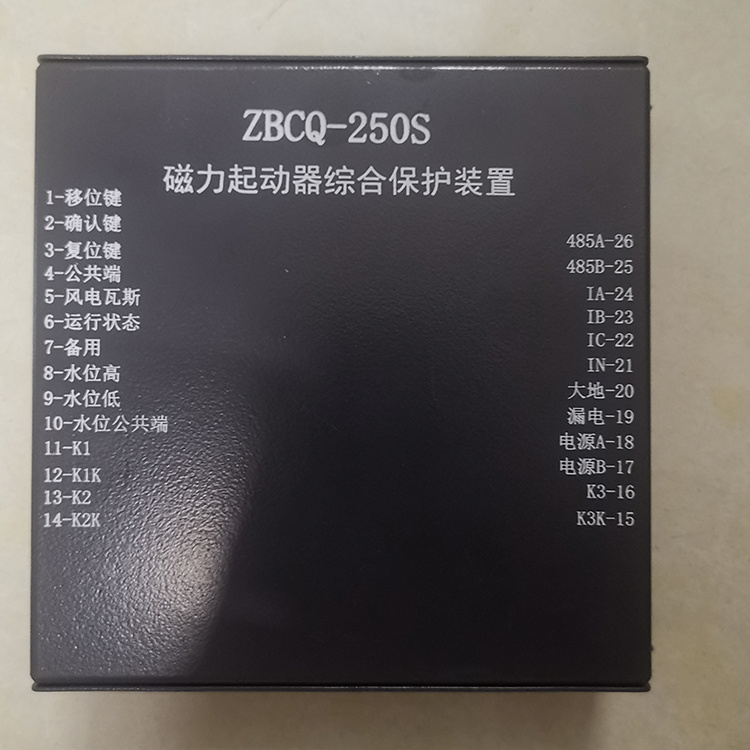 ZBCQ-250S
磁力起动器综合保护装置
1-移位键
2-确认键
3-复位键
4-公共端
5-风电瓦斯
6-运行状态
7-备用
8-水位高
9-水位低
10-水位公共端
11-K1
12-K1K
13-K2
14-K2K
485A-26
485B-25
IA-24
IB-23
IC-22
IN-21
大地-20
漏电-19
电源A-18
电源B-17
K3-16
K3K-15